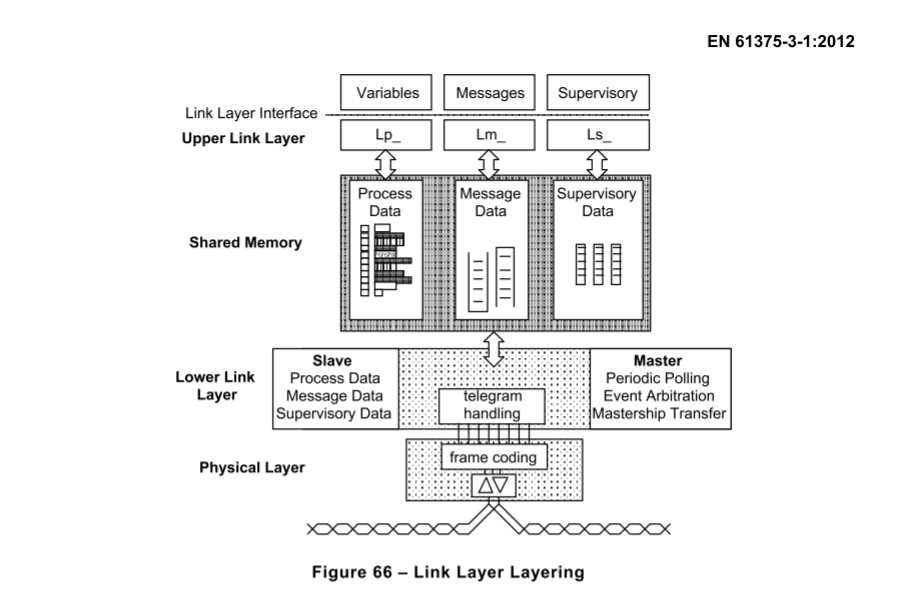 EN 61375-3-1:2012
Variables
Messages
Supervisory
Link Layer Interface
Upper Link Layer
Lp_
Lm_
Ls_
Process
Data
Message
Data
Supervisory
Data
Shared Memory
Lower Link
Layer
Slave
Process Data
Message Data
Supervisory Data
telegram
handling
Master
Periodic Polling
Event Arbitration
Mastership Transfer
Physical Layer
frame coding
Figure 66 – Link Layer Layering